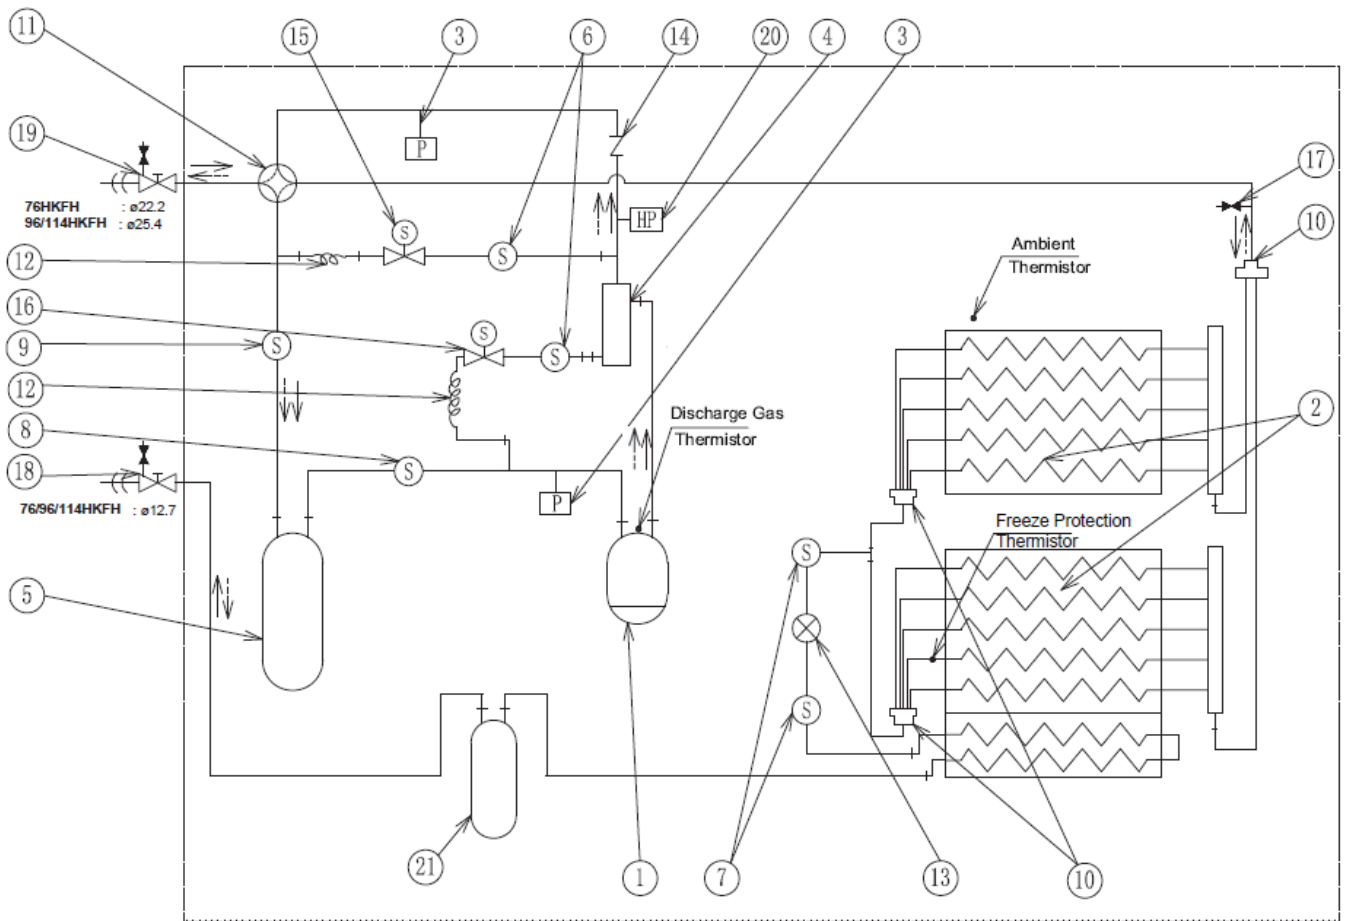 11
15
3
6
14
20
4
3
19
P
17
76HKFH : ø22.2
96/114HKFH : ø25.4
HP
10
S
Ambient
Thermistor
12
S
16
S
9
S
S
12
Discharge Gas
Thermistor
2
8
S
18
P
76/96/114HKFH : ø12.7
Freeze Protection
Thermistor
S
5
S
21
1
7
13
10